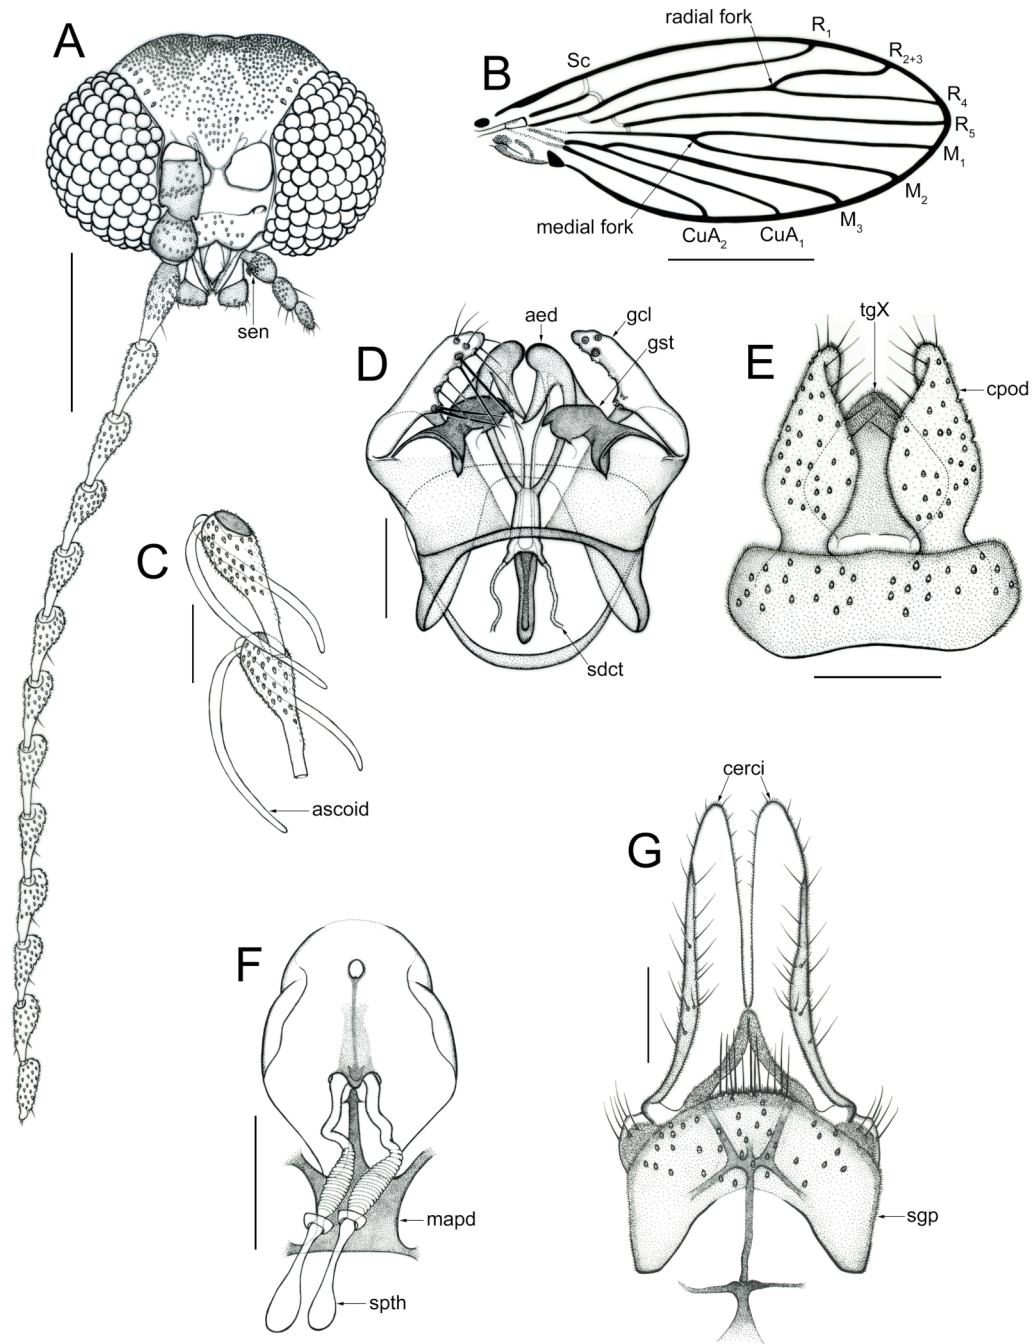 A
sen
B
Sc
radial fork
R1
R2+3
R4
R5
M1
M2
M3
CuA1
CuA2
medial fork
C
ascoid
D
aed
gcl
gst
sdct
E
tgX
cpod
F
mapd
spth
G
cerci
sgp